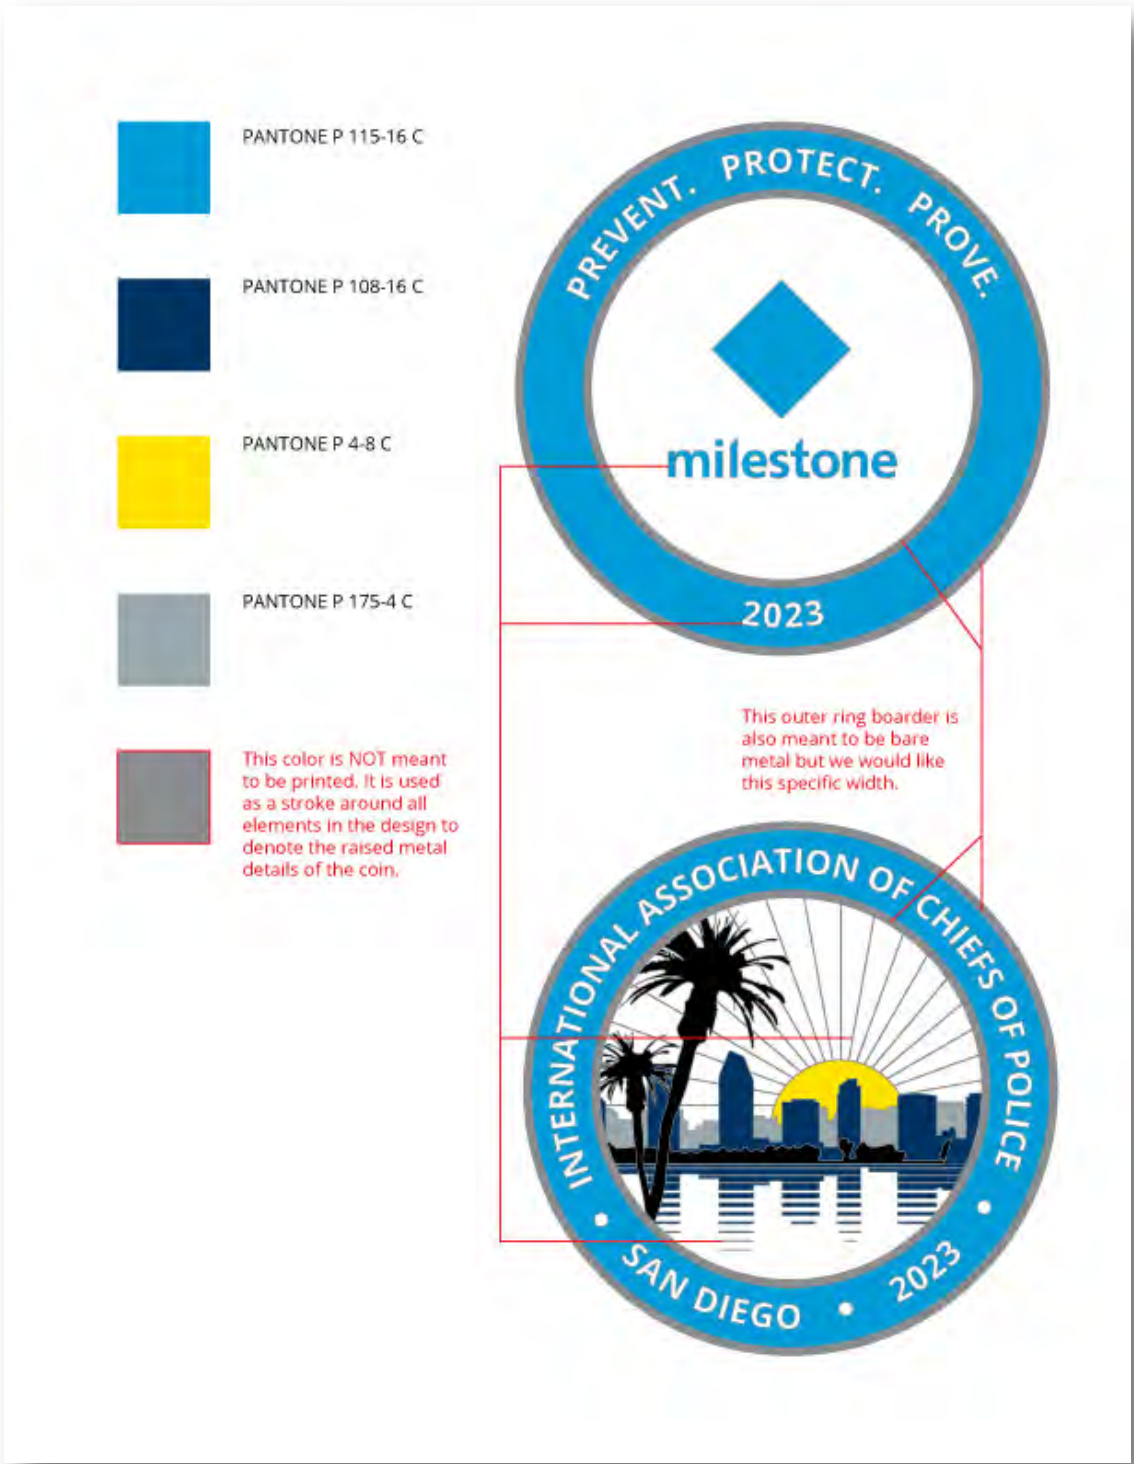 PANTONE P 115-16 C
PANTONE P 108-16 C
PANTONE P 4-8 C
PANTONE P 175-4 C
This color is NOT meant
to be printed. It is used
as a stroke around all
elements in the design to
denote the raised metal
details of the coin.
PREVENT. PROTECT. PROVE.
milestone
2023
This outer ring boarder is
also meant to be bare
metal but we would like
this specific width.
INTERNATIONAL ASSOCIATION OF CHIEFS OF POLICE
• SAN DIEGO • 2023 •